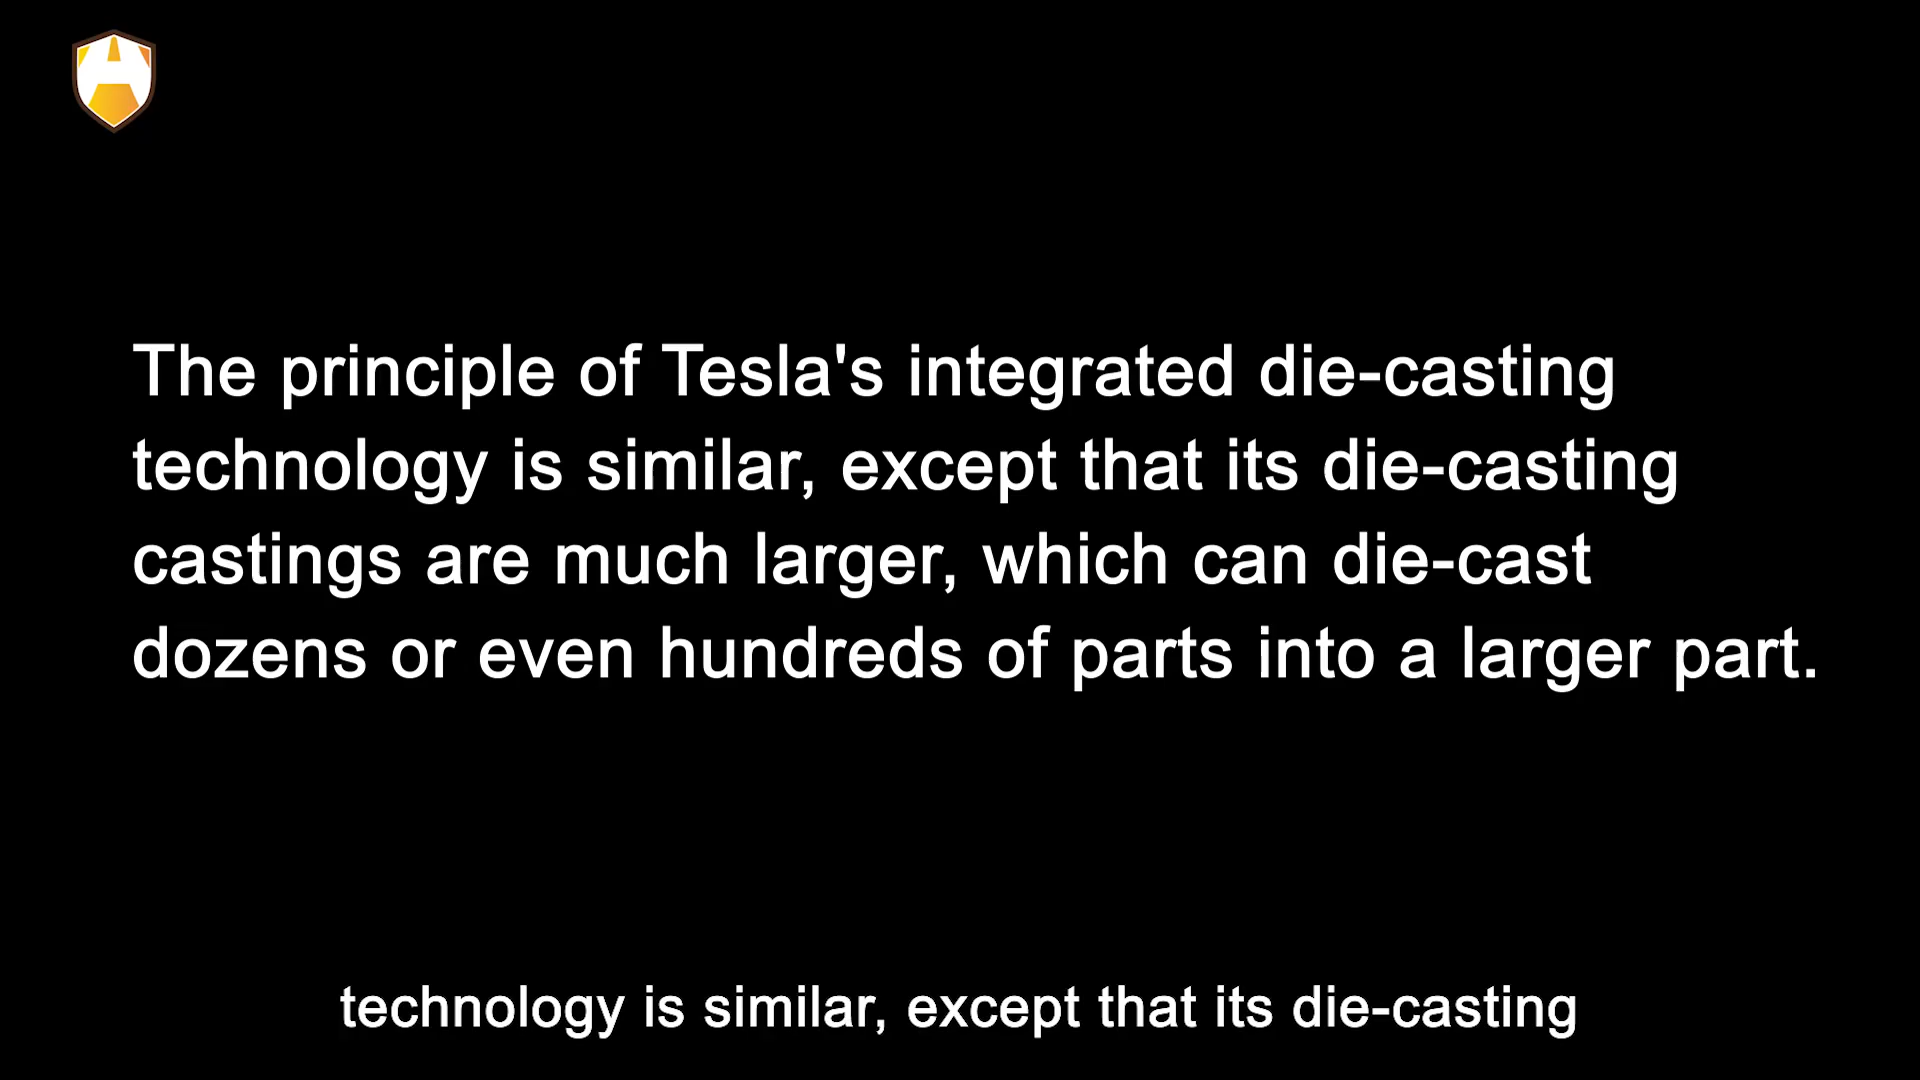 The principle of Tesla's integrated die-casting
technology is similar, except that its die-casting
castings are much larger, which can die-cast
dozens or even hundreds of parts into a larger part.
technology is similar, except that its die-casting